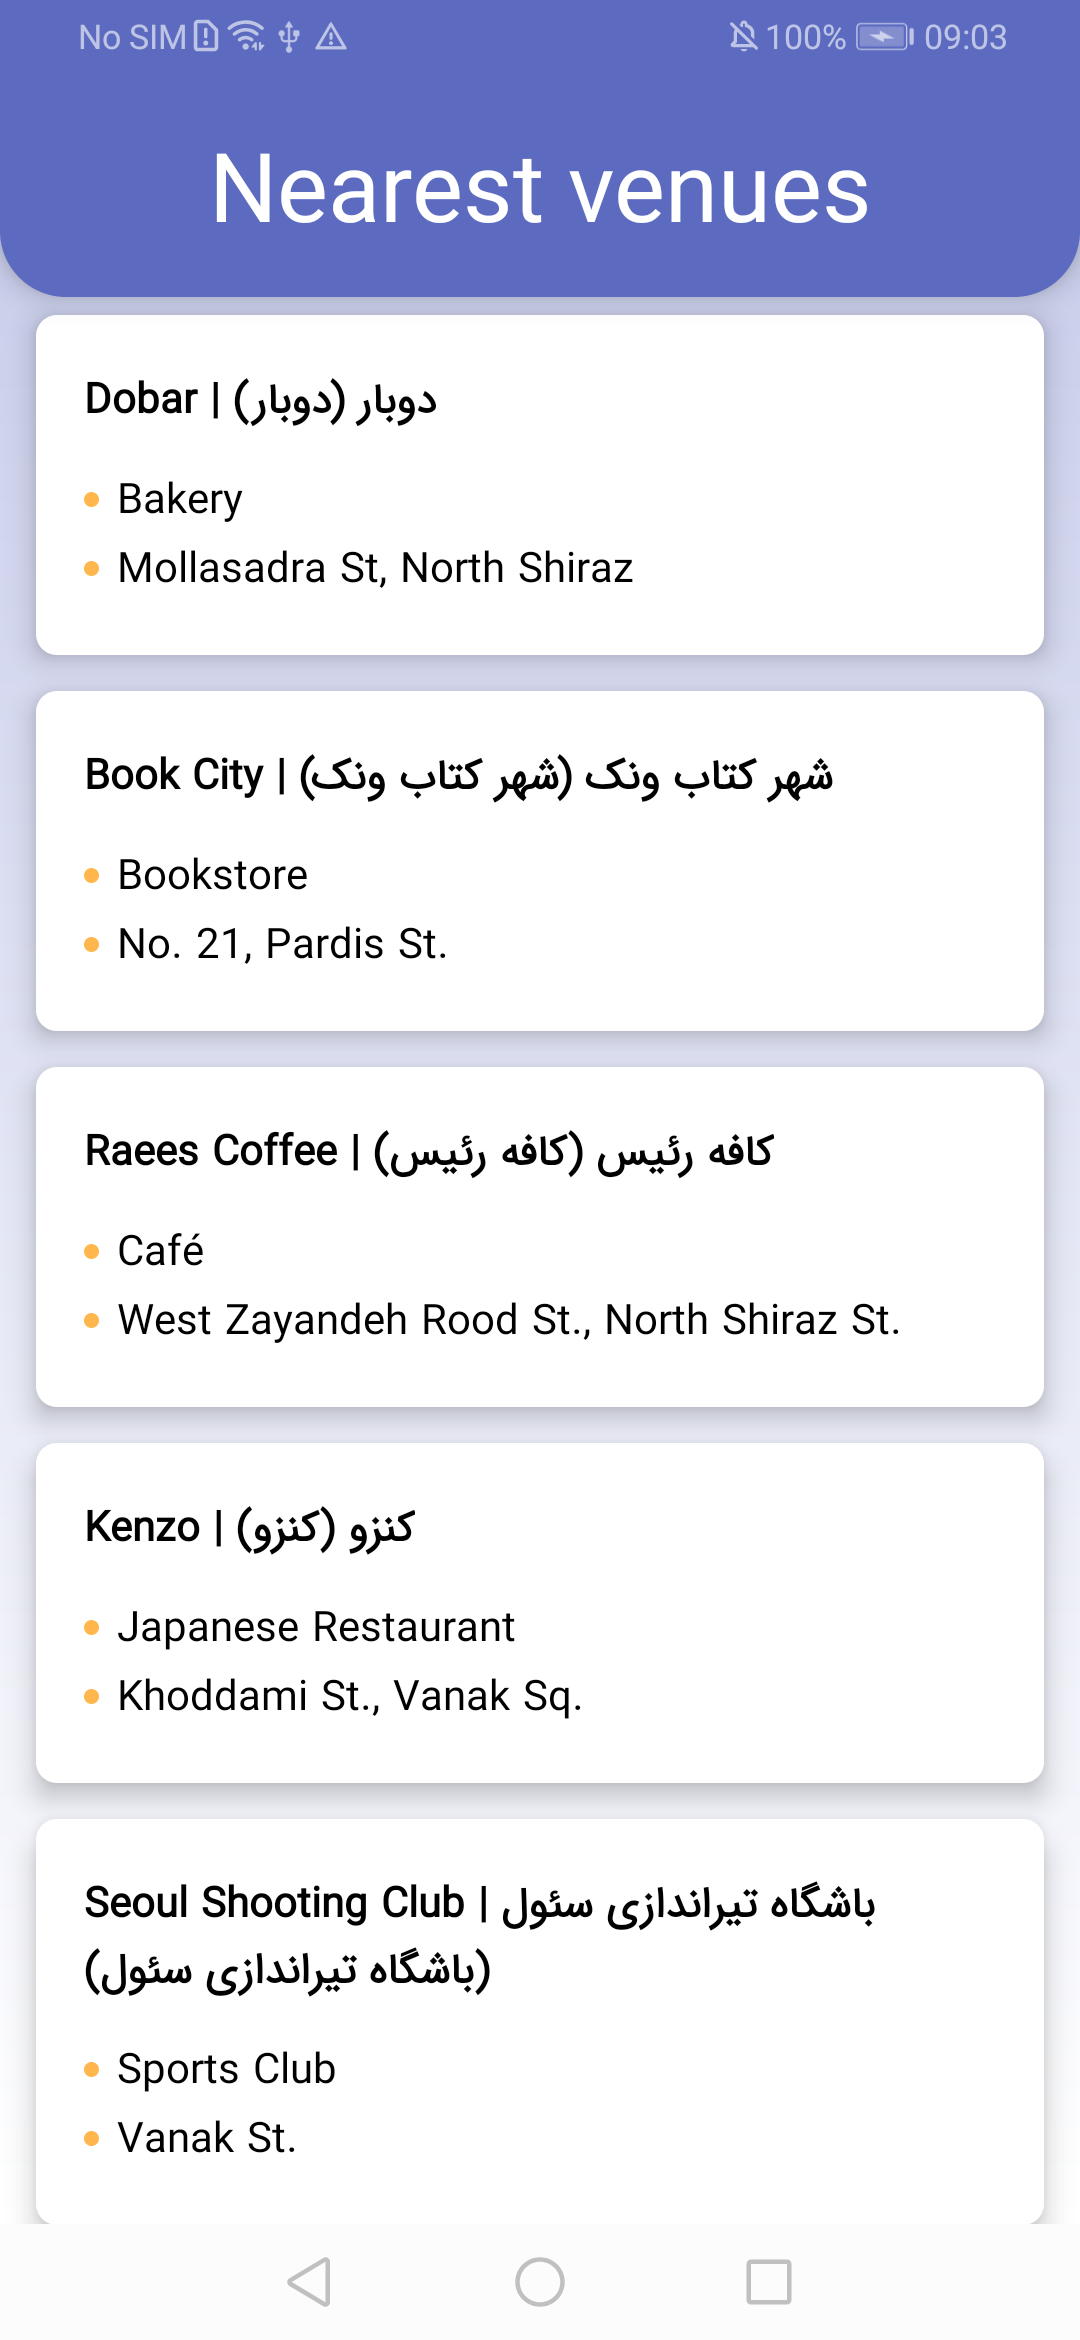 No SIM 100% 09:03
Nearest venues
Dobar | دوبار (دوبار)
Bakery
Mollasadra St, North Shiraz
Book City | شهر کتاب ونک (شهر کتاب ونک)
Bookstore
No. 21, Pardis St.
Raees Coffee | کافه رئیس (کافه رئیس)
Café
West Zayandeh Rood St., North Shiraz St.
Kenzo | کنزو (کنزو)
Japanese Restaurant
Khoddami St., Vanak Sq.
Seoul Shooting Club | باشگاه تیراندازی سئول
(باشگاه تیراندازی سئول)
Sports Club
Vanak St.